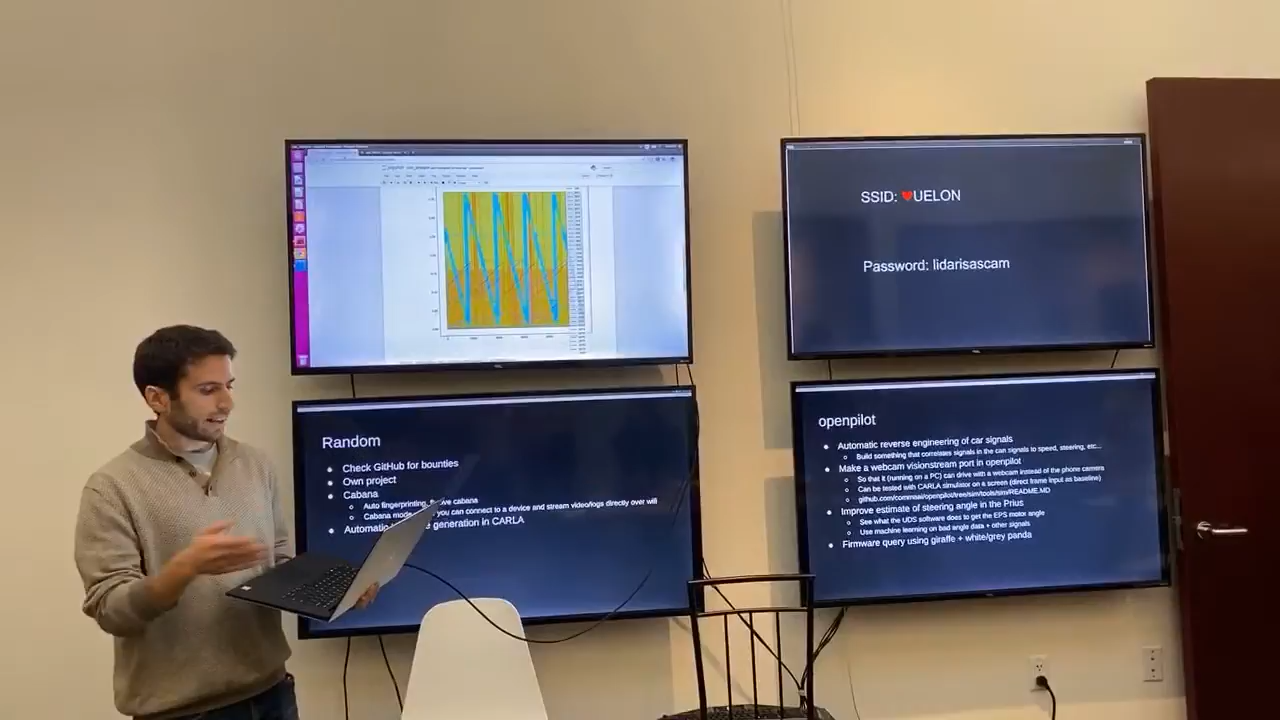 SSID: ❤️UELON
Password: lidarisascam
Random
Check GitHub for bounties
Own project
Cabana
Auto fingerprinting, cabana
Cabana you can connect to a device and stream video/logs directly over wifi
Automatic generation in CARLA
openpilot
Automatic reverse engineering of car signals
Build something that correlates signals in the can signals to speed, steering, etc...
Make a webcam visionstream port in openpilot
So that it (running on a PC) can drive with a webcam instead of the phone camera
Can be tested with CARLA simulator on a screen (direct frame input as baseline)
github.com/commaai/openpilot/tree/sim/tools/sim/README.MD
Improve estimate of steering angle in the Prius
See what the UDS software does to get the EPS motor angle
Use machine learning on bad angle data + other signals
Firmware query using giraffe + white/grey panda